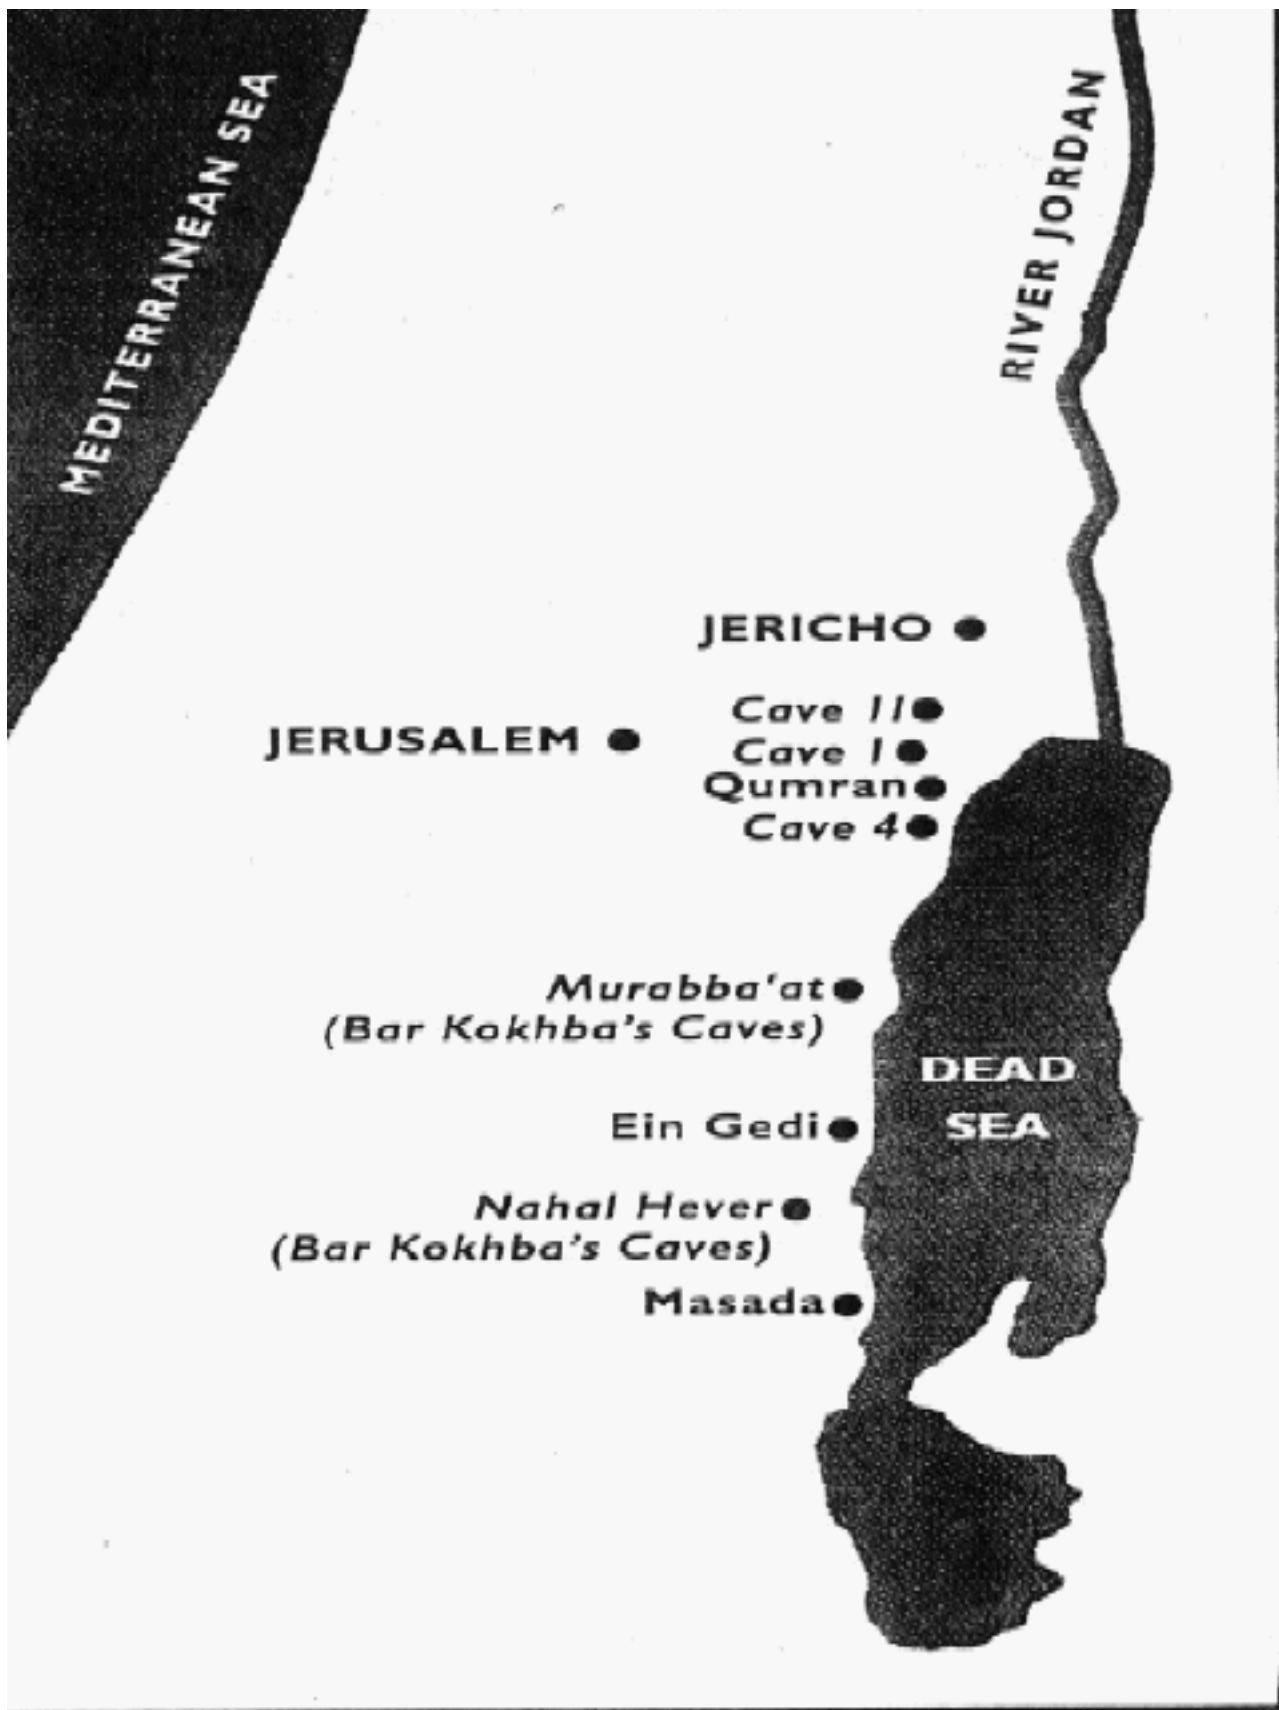 MEDITERRANEAN SEA
RIVER JORDAN
JERICHO
Cave 11
JERUSALEM
Cave 1
Qumran
Cave 4
Murabba'at
(Bar Kokhba's Caves)
DEAD
SEA
Ein Gedi
Nahal Hever
(Bar Kokhba's Caves)
Masada